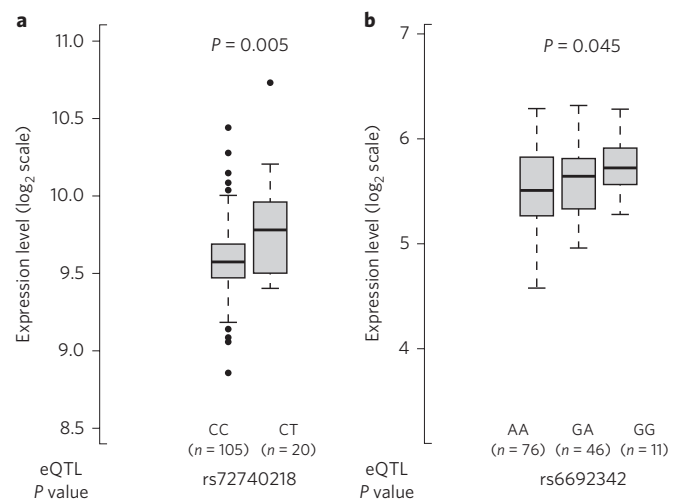 a
Expression level (log2 scale)
11.0
10.5
10.0
9.5
9.0
8.5
P = 0.005
CC
(n = 105)
CT
(n = 20)
eQTL
P value
rs72740218
b
Expression level (log2 scale)
7
6
5
4
P = 0.045
AA
(n = 76)
GA
(n = 46)
GG
(n = 11)
eQTL
P value
rs6692342